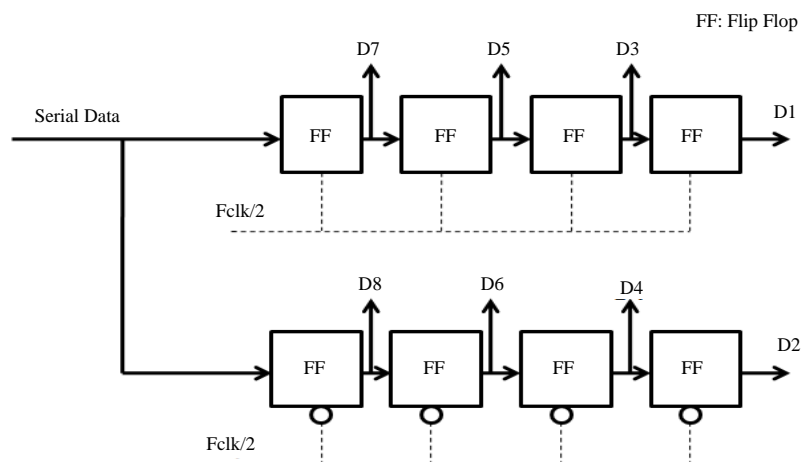 FF: Flip Flop
D7
D5
D3
Serial Data
D1
FF
FF
FF
FF
Fclk/2
D8
D6
D4
D2
FF
FF
FF
FF
Fclk/2